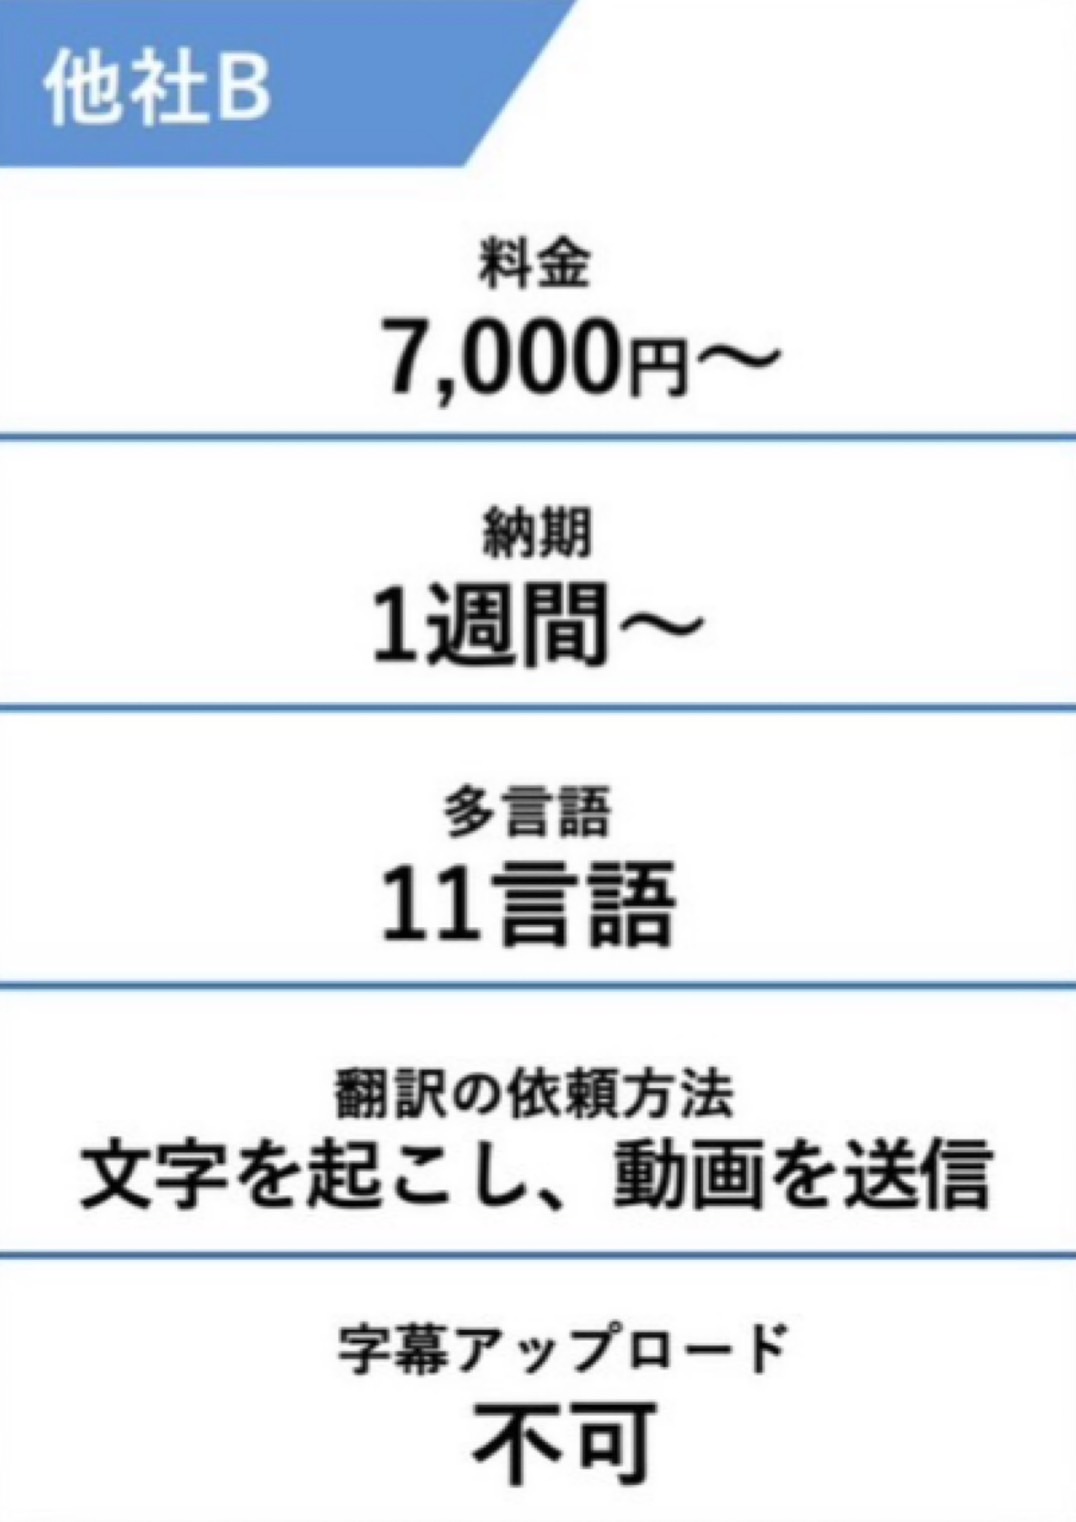 他社B
料金
7,000円～
納期
1週間～
多言語
11言語
翻訳の依頼方法
文字を起こし、動画を送信
字幕アップロード
不可